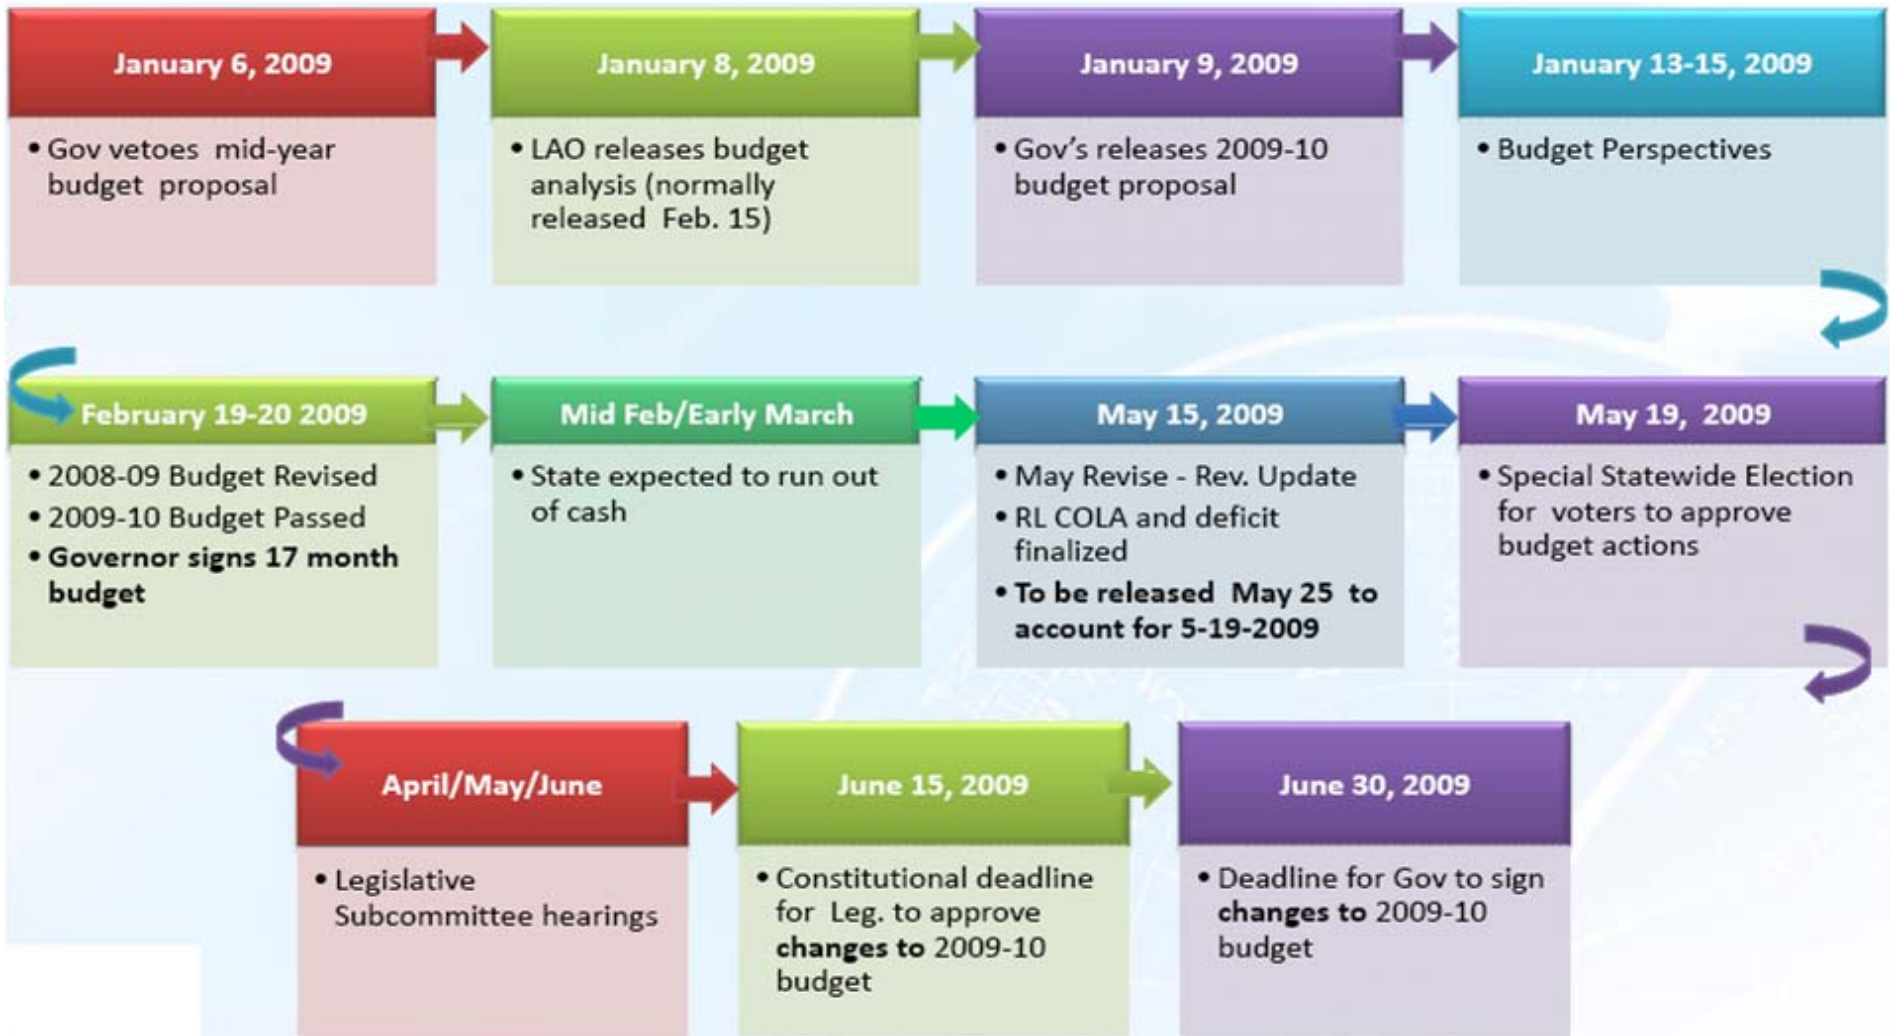 January 6, 2009
• Gov vetoes mid-year
budget proposal
January 8, 2009
• LAO releases budget
analysis (normally
released Feb. 15)
January 9, 2009
• Gov's releases 2009-10
budget proposal
January 13-15, 2009
• Budget Perspectives
February 19-20 2009
• 2008-09 Budget Revised
• 2009-10 Budget Passed
• Governor signs 17 month
budget
Mid Feb/Early March
• State expected to run out
of cash
May 15, 2009
• May Revise - Rev. Update
• RL COLA and deficit
finalized
• To be released May 25 to
account for 5-19-2009
May 19, 2009
• Special Statewide Election
for voters to approve
budget actions
April/May/June
• Legislative
Subcommittee hearings
June 15, 2009
• Constitutional deadline
for Leg. to approve
changes to 2009-10
budget
June 30, 2009
• Deadline for Gov to sign
changes to 2009-10
budget